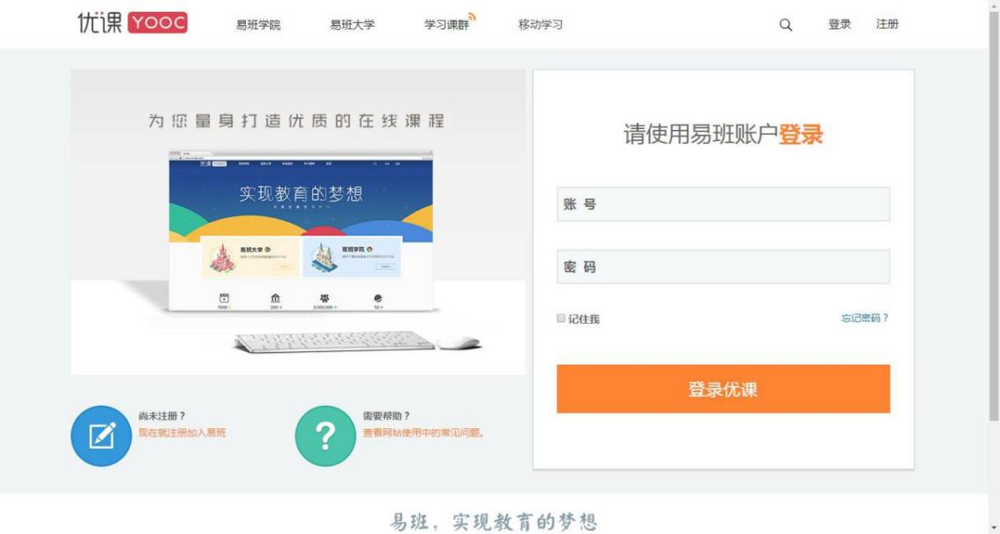 优课 YOOC 易班学院 易班大学 学习课群 移动学习 登录 注册
为您量身打造优质的在线课程
优课 YOOC
实现教育的梦想
易班大学 易班学院
请使用易班账户登录
账 号
密 码
记住我 忘记密码？
登录优课
尚未注册？
现在就注册加入易班
需要帮助？
查看网站使用中的常见问题。
易班，实现教育的梦想